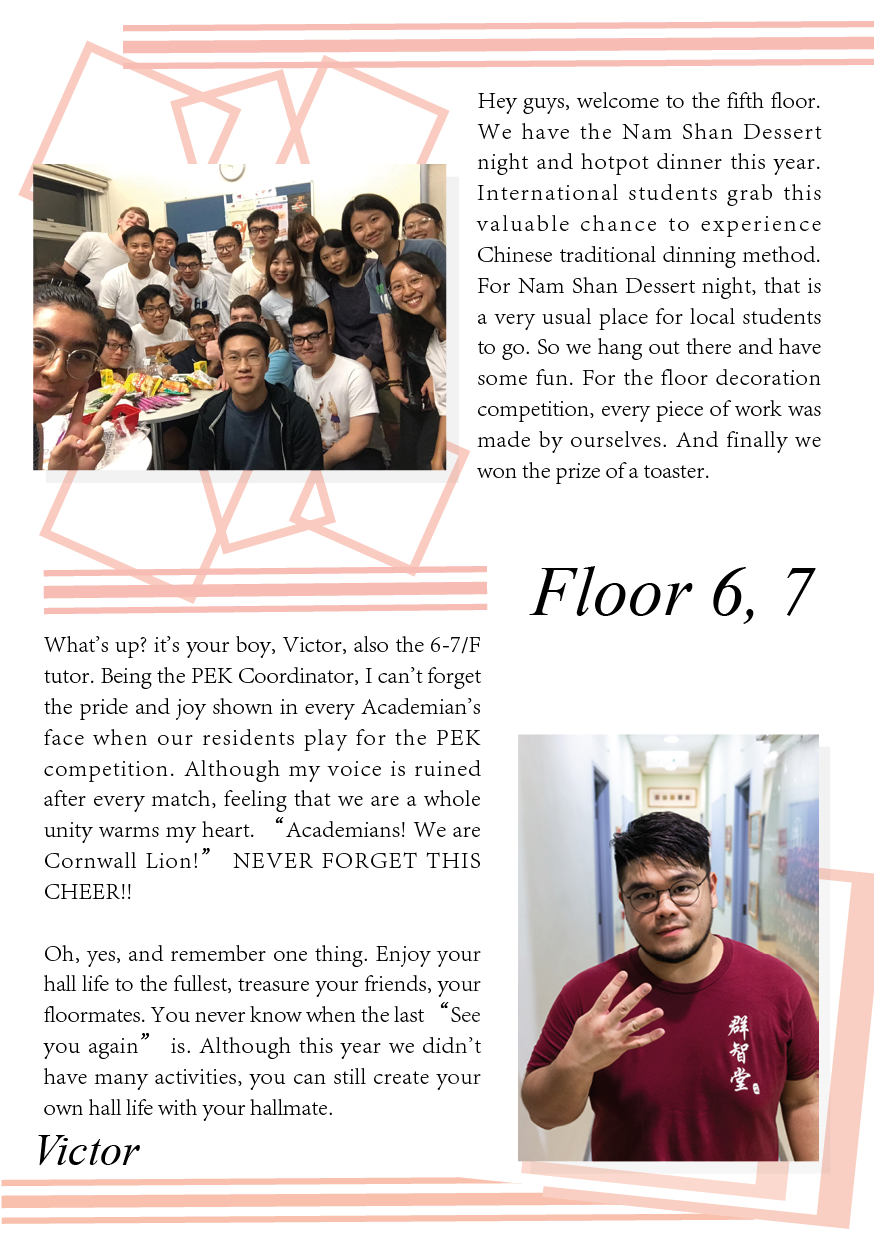 Hey guys, welcome to the fifth floor.
We have the Nam Shan Dessert
night and hotpot dinner this year.
International students grab this
valuable chance to experience
Chinese traditional dinning method.
For Nam Shan Dessert night, that is
a very usual place for local students
to go. So we hang out there and have
some fun. For the floor decoration
competition, every piece of work was
made by ourselves. And finally we
won the prize of a toaster.
Floor 6, 7
What's up? it's your boy, Victor, also the 6-7/F
tutor. Being the PEK Coordinator, I can't forget
the pride and joy shown in every Academian's
face when our residents play for the PEK
competition. Although my voice is ruined
after every match, feeling that we are a whole
unity warms my heart. “Academians! We are
Cornwall Lion!” NEVER FORGET THIS
CHEER!!
Oh, yes, and remember one thing. Enjoy your
hall life to the fullest, treasure your friends, your
floormates. You never know when the last “See
you again” is. Although this year we didn't
have many activities, you can still create your
own hall life with your hallmate.
Victor
群智堂